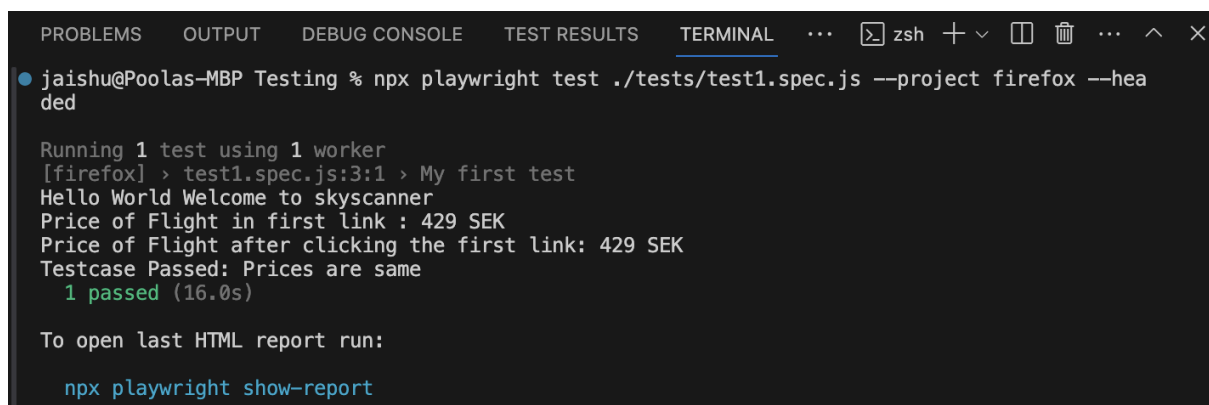 PROBLEMS OUTPUT DEBUG CONSOLE TEST RESULTS TERMINAL ··· zsh
jaishu@Poolas-MBP Testing % npx playwright test ./tests/test1.spec.js --project firefox --hea
ded
Running 1 test using 1 worker
[firefox] › test1.spec.js:3:1 › My first test
Hello World Welcome to skyscanner
Price of Flight in first link : 429 SEK
Price of Flight after clicking the first link: 429 SEK
Testcase Passed: Prices are same
1 passed (16.0s)
To open last HTML report run:
npx playwright show-report